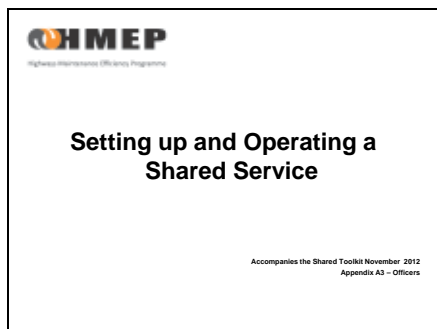 HMEP
Highways Maintenance Efficiency Programme
Setting up and Operating a
Shared Service
Accompanies the Shared Toolkit November 2012
Appendix A3 – Officers